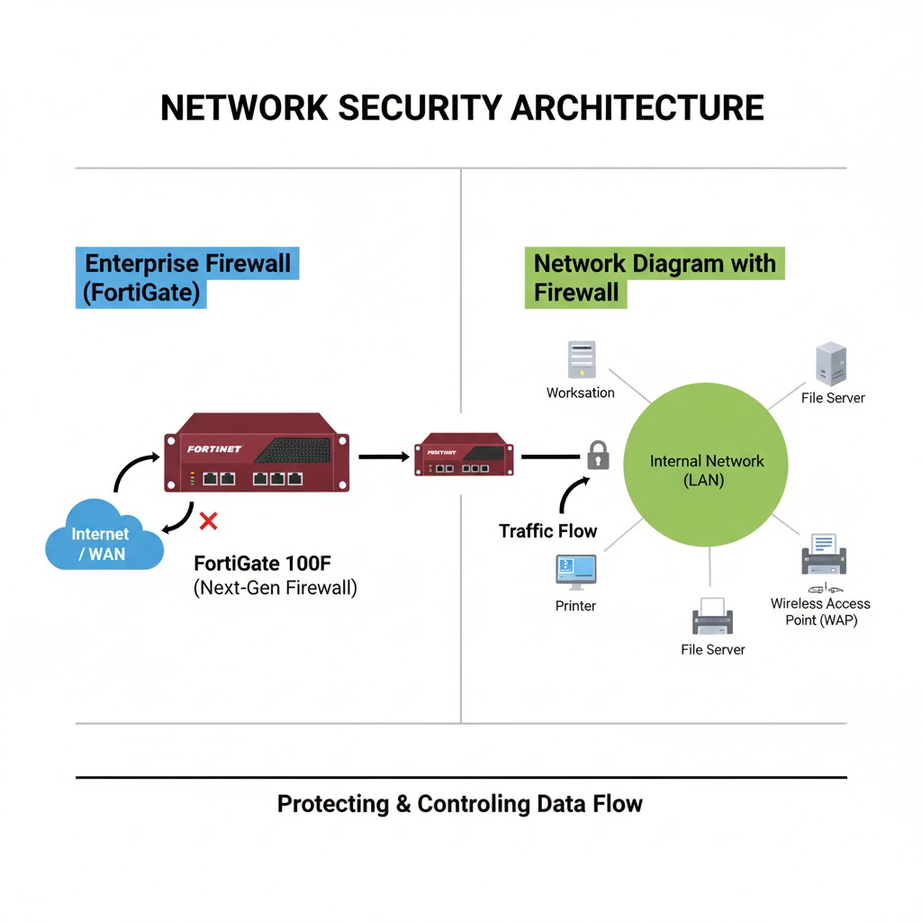 NETWORK SECURITY ARCHITECTURE
Enterprise Firewall
(FortiGate)
Network Diagram with
Firewall
Worksation
File Server
FORTINET
Internal Network
(LAN)
Internet
/ WAN
Traffic Flow
FortiGate 100F
(Next-Gen Firewall)
Printer
File Server
Wireless Access
Point (WAP)
Protecting & Controling Data Flow